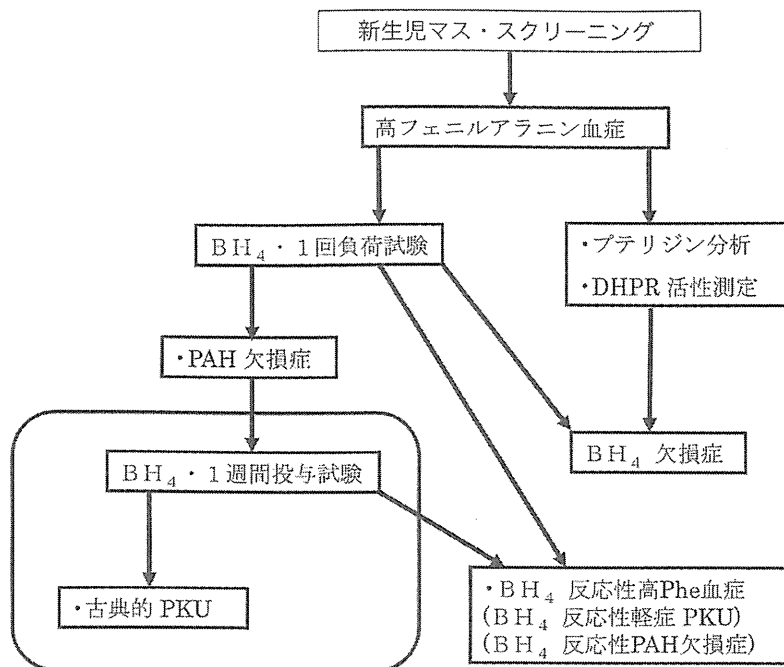 新生児マス・スクリーニング
高フェニルアラニン血症
BH₄・1回負荷試験
・プテリジン分析
・DHPR 活性測定
・PAH 欠損症
BH₄・1週間投与試験
BH₄ 欠損症
・古典的 PKU
・BH₄ 反応性高Phe血症
(BH₄ 反応性軽症 PKU)
(BH₄ 反応性PAH欠損症)